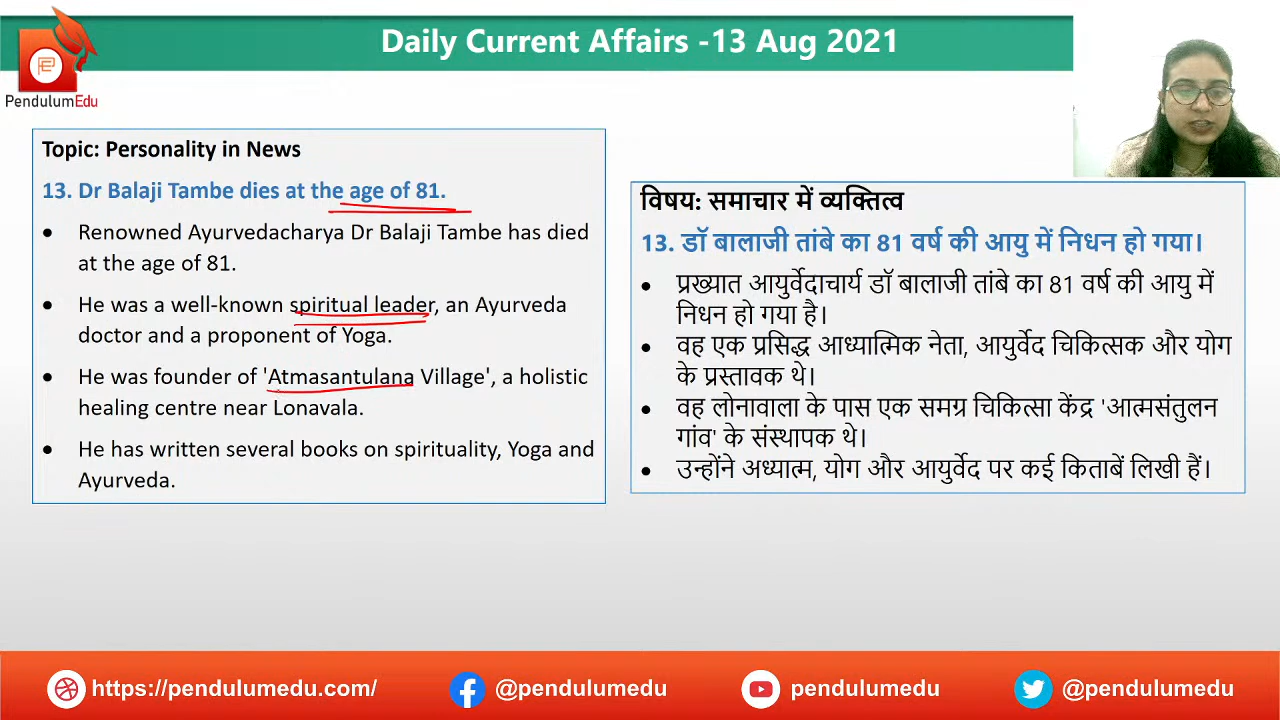 Daily Current Affairs -13 Aug 2021
PendulumEdu
Topic: Personality in News
13. Dr Balaji Tambe dies at the age of 81.
• Renowned Ayurvedacharya Dr Balaji Tambe has died
at the age of 81.
• He was a well-known spiritual leader, an Ayurveda
doctor and a proponent of Yoga.
• He was founder of 'Atmasantulana Village', a holistic
healing centre near Lonavala.
• He has written several books on spirituality, Yoga and
Ayurveda.
विषय: समाचार में व्यक्तित्व
13. डॉ बालाजी तांबे का 81 वर्ष की आयु में निधन हो गया।
• प्रख्यात आयुर्वेदाचार्य डॉ बालाजी तांबे का 81 वर्ष की आयु में
निधन हो गया है।
• वह एक प्रसिद्ध आध्यात्मिक नेता, आयुर्वेद चिकित्सक और योग
के प्रस्तावक थे।
• वह लोनावाला के पास एक समग्र चिकित्सा केंद्र 'आत्मसंतुलन
गांव' के संस्थापक थे।
• उन्होंने अध्यात्म, योग और आयुर्वेद पर कई किताबें लिखी हैं।
https://pendulumedu.com/
@pendulumedu
pendulumedu
@pendulumedu